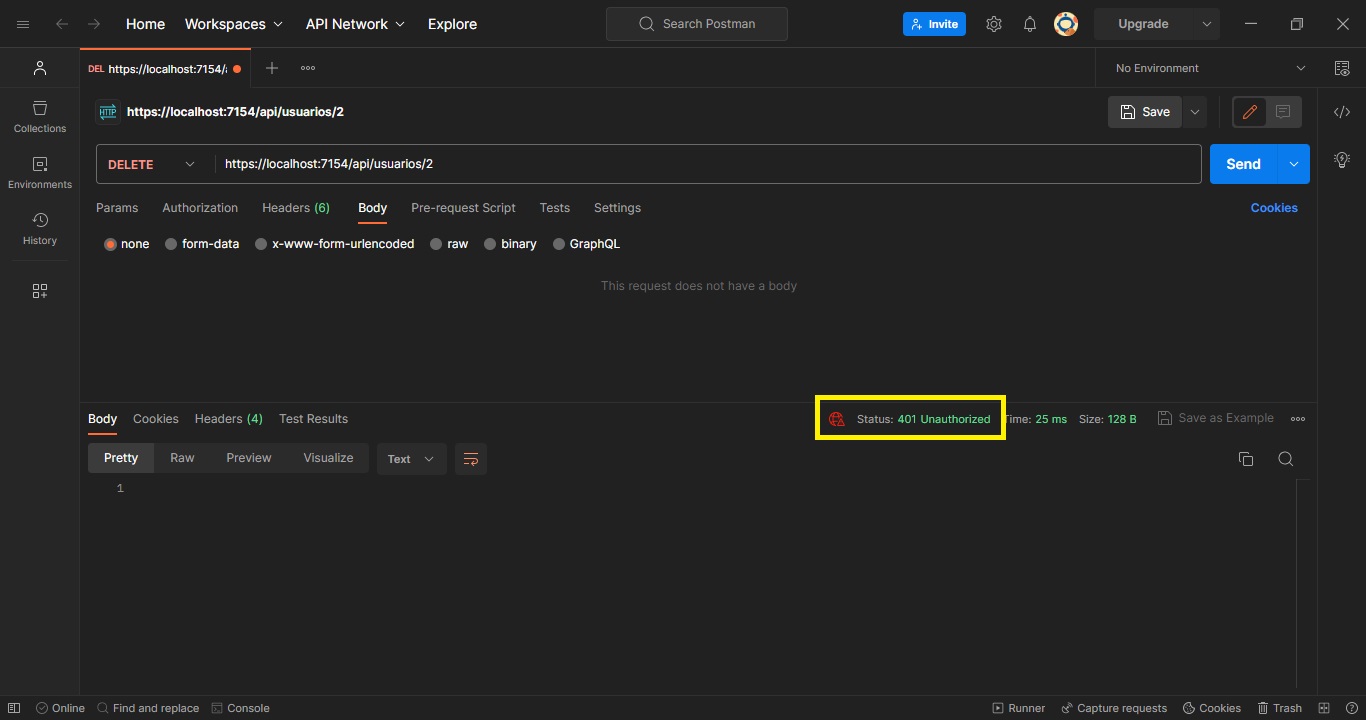 Home Workspaces API Network Explore Search Postman Invite Upgrade
DEL https://localhost:7154/ No Environment
HTTP https://localhost:7154/api/usuarios/2 Save
Collections
DELETE https://localhost:7154/api/usuarios/2 Send
Environments
Params Authorization Headers (6) Body Pre-request Script Tests Settings Cookies
History
none form-data x-www-form-urlencoded raw binary GraphQL
This request does not have a body
Body Cookies Headers (4) Test Results Status: 401 Unauthorized Time: 25 ms Size: 128 B Save as Example
Pretty Raw Preview Visualize Text
1
Online Find and replace Console Runner Capture requests Cookies Trash